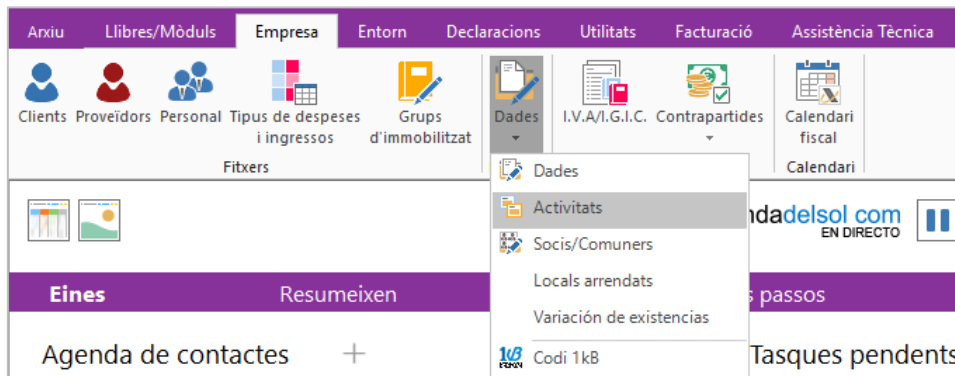 Arxiu Llibres/Mòduls Empresa Entorn Declaracions Utilitats Facturació Assistència Tècnica
Clients Proveïdors Personal Tipus de despeses i ingressos Grups d'immobilitzat Dades I.V.A/I.G.I.C. Contrapartides Calendari fiscal
Fitxers Calendari
Dades
Activitats
Socis/Comuners
Locals arrendats
Variación de existencias
Codi 1kB
ndadelsol com
EN DIRECTO
Eines Resumeixen passos
Agenda de contactes + Tasques pendents